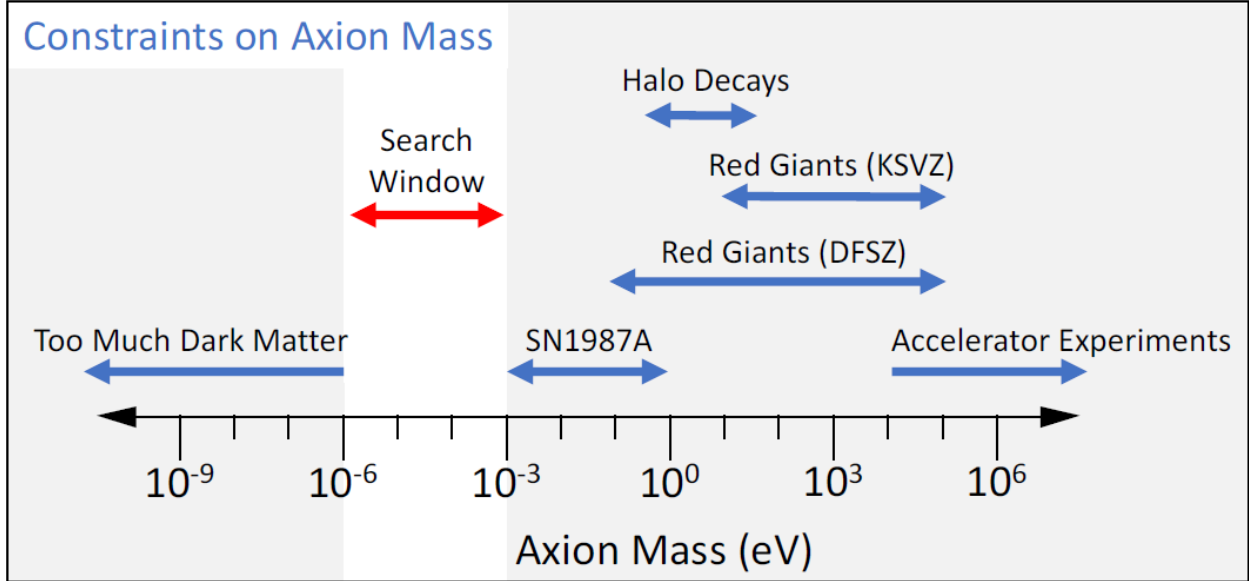 Constraints on Axion Mass
Halo Decays
Search
Window
Red Giants (KSVZ)
Red Giants (DFSZ)
Too Much Dark Matter
SN1987A
Accelerator Experiments
10⁻⁹ 10⁻⁶ 10⁻³ 10⁰ 10³ 10⁶
Axion Mass (eV)